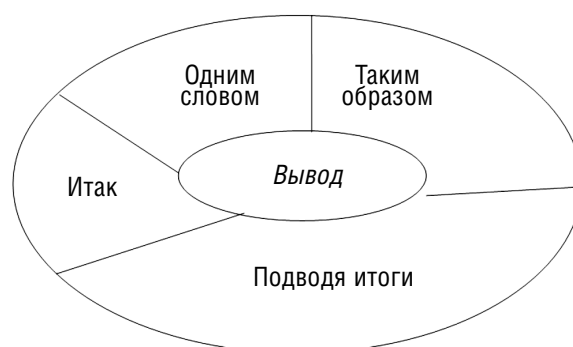 Одним
словом
Таким
образом
Итак
Вывод
Подводя итоги